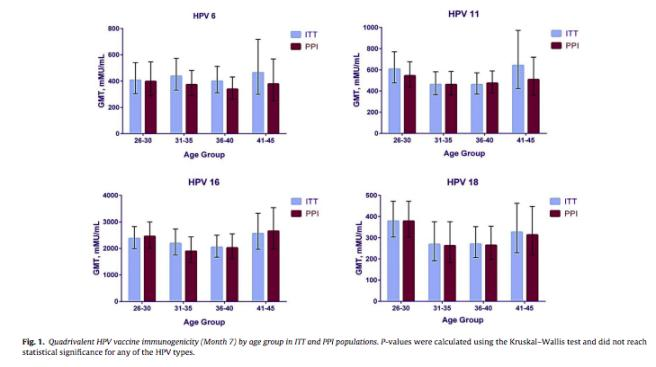 HPV 6
GMT, mMU/mL
800
600
400
200
0
26-30
31-35
36-40
41-45
Age Group
ITT
PPI
HPV 11
GMT, mMU/mL
1000
800
600
400
200
0
26-30
31-35
36-40
41-45
Age Group
ITT
PPI
HPV 16
GMT, mMU/mL
4000
3000
2000
1000
0
26-30
31-35
36-40
41-45
Age Group
ITT
PPI
HPV 18
GMT, mMU/mL
500
400
300
200
100
0
26-30
31-35
36-40
41-45
Age Group
ITT
PPI
Fig. 1. Quadrivalent HPV vaccine immunogenicity (Month 7) by age group in ITT and PPI populations. P-values were calculated using the Kruskal–Wallis test and did not reach
statistical significance for any of the HPV types.